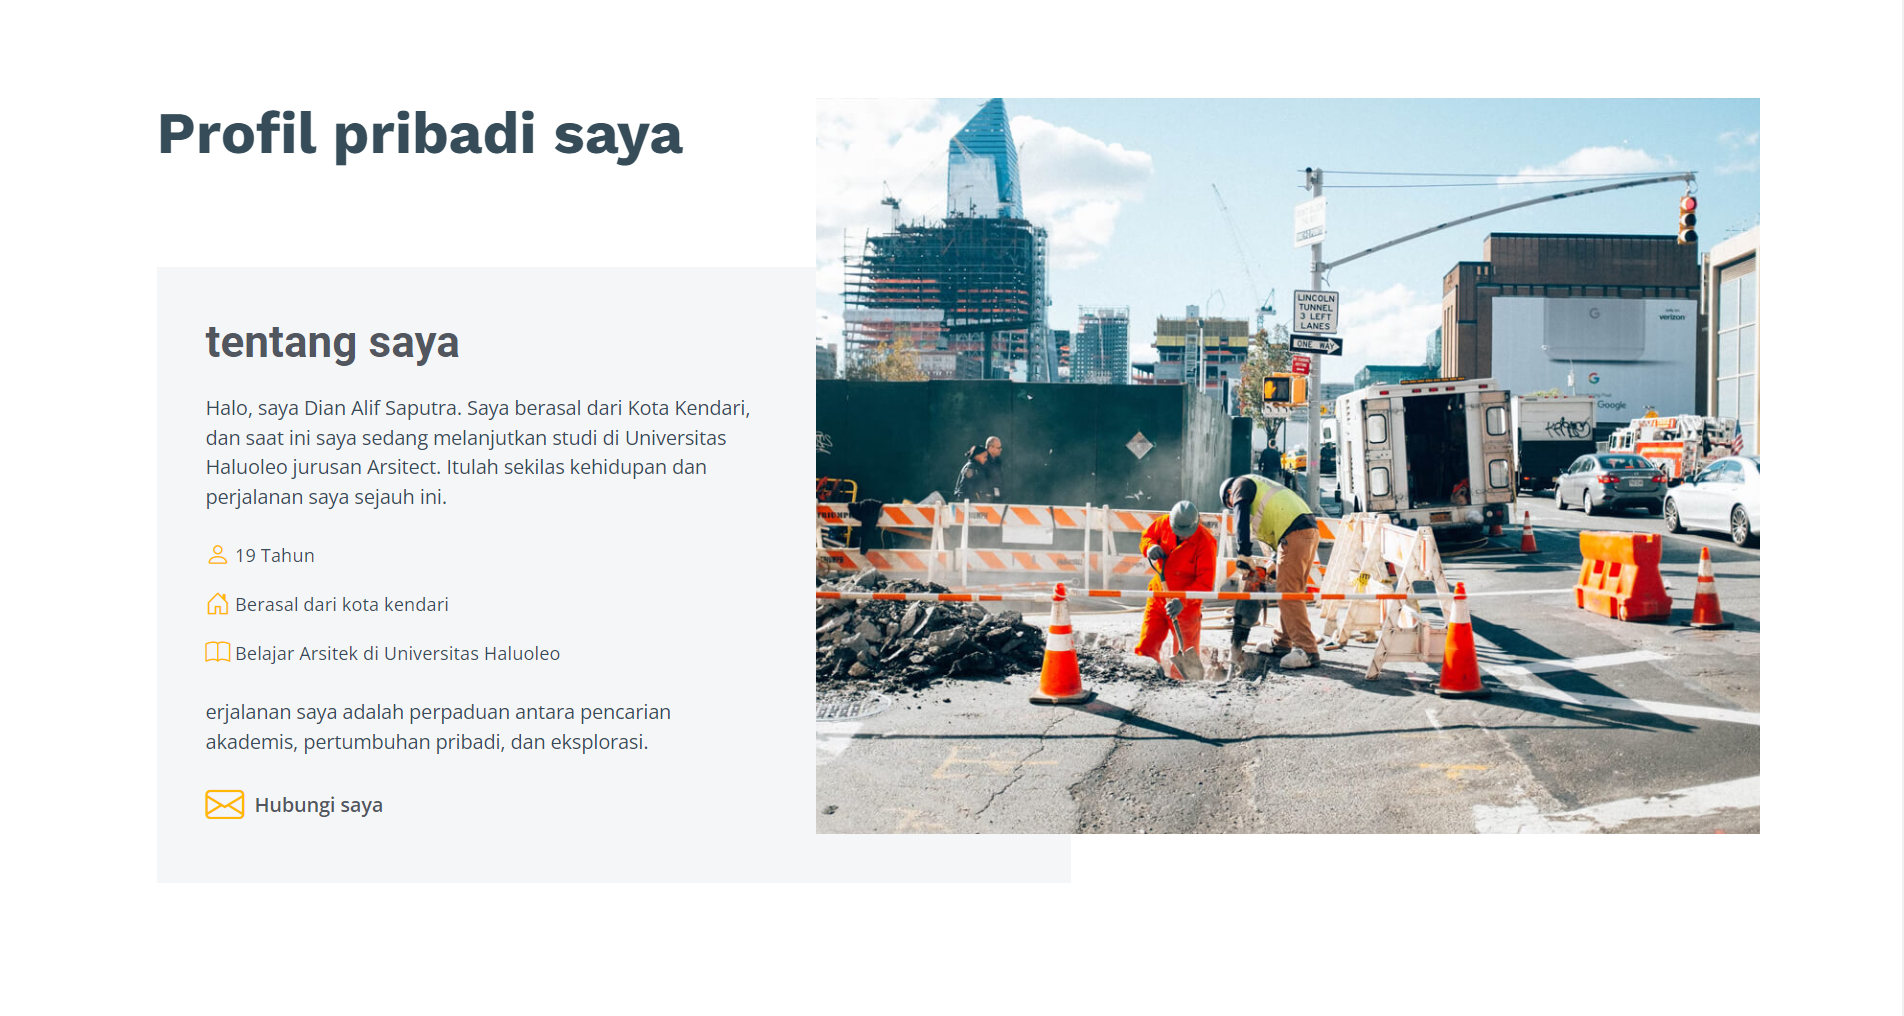 Profil pribadi saya
tentang saya
Halo, saya Dian Alif Saputra. Saya berasal dari Kota Kendari,
dan saat ini saya sedang melanjutkan studi di Universitas
Haluoleo jurusan Arsitect. Itulah sekilas kehidupan dan
perjalanan saya sejauh ini.
19 Tahun
Berasal dari kota kendari
Belajar Arsitek di Universitas Haluoleo
erjalanan saya adalah perpaduan antara pencarian
akademis, pertumbuhan pribadi, dan eksplorasi.
Hubungi saya
LINCOLN
TUNNEL
3 LEFT
LANES
ONE WAY
G
verizon
G
Google
TRIUMPH